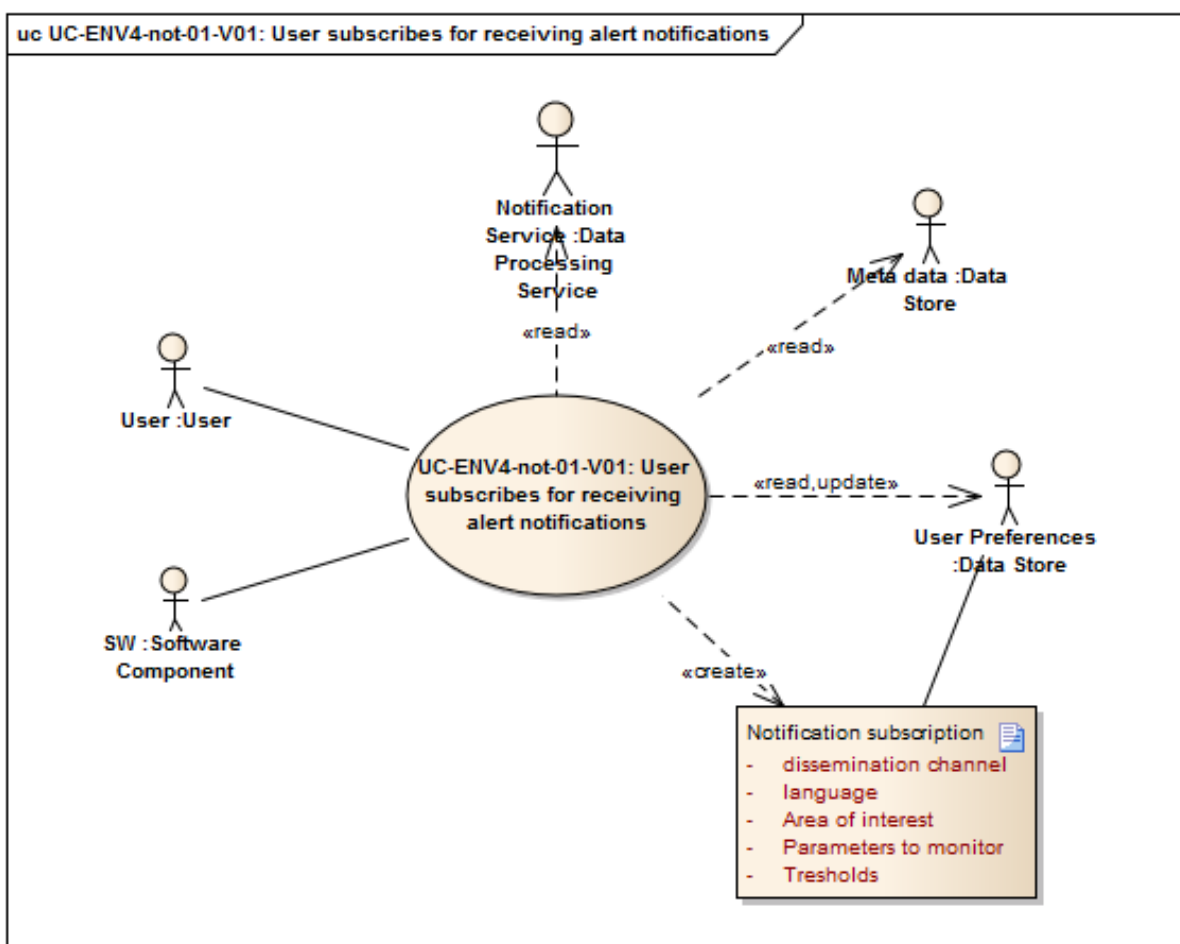 uc UC-ENV4-not-01-V01: User subscribes for receiving alert notifications
Notification
Service :Data
Processing
Service
Meta data :Data
Store
«read»
«read»
User :User
UC-ENV4-not-01-V01: User
subscribes for receiving
alert notifications
«read,update»
User Preferences
:Data Store
SW :Software
Component
«create»
Notification subscription
- dissemination channel
- language
- Area of interest
- Parameters to monitor
- Tresholds